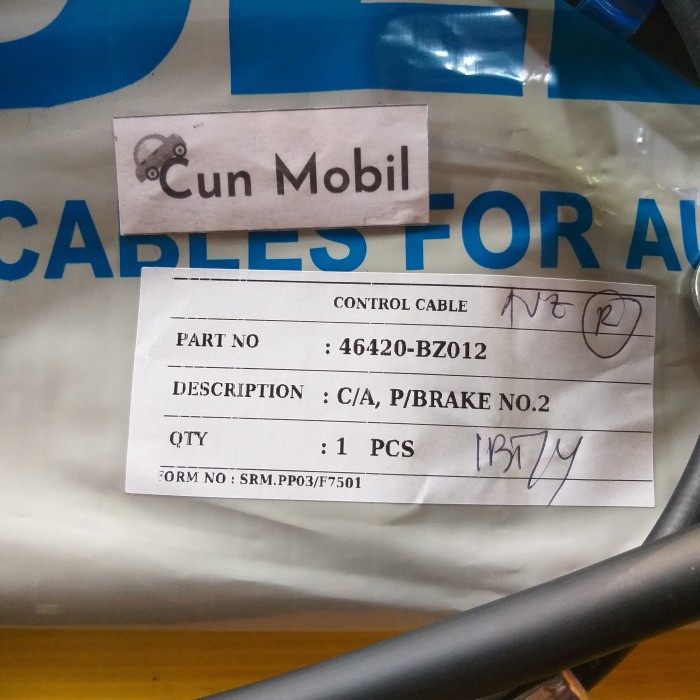 Cun Mobil
CABLES FOR AU
CONTROL CABLE
R
PART NO : 46420-BZ012
DESCRIPTION : C/A, P/BRAKE NO.2
QTY : 1 PCS
FORM NO : SRM.PP03/F7501